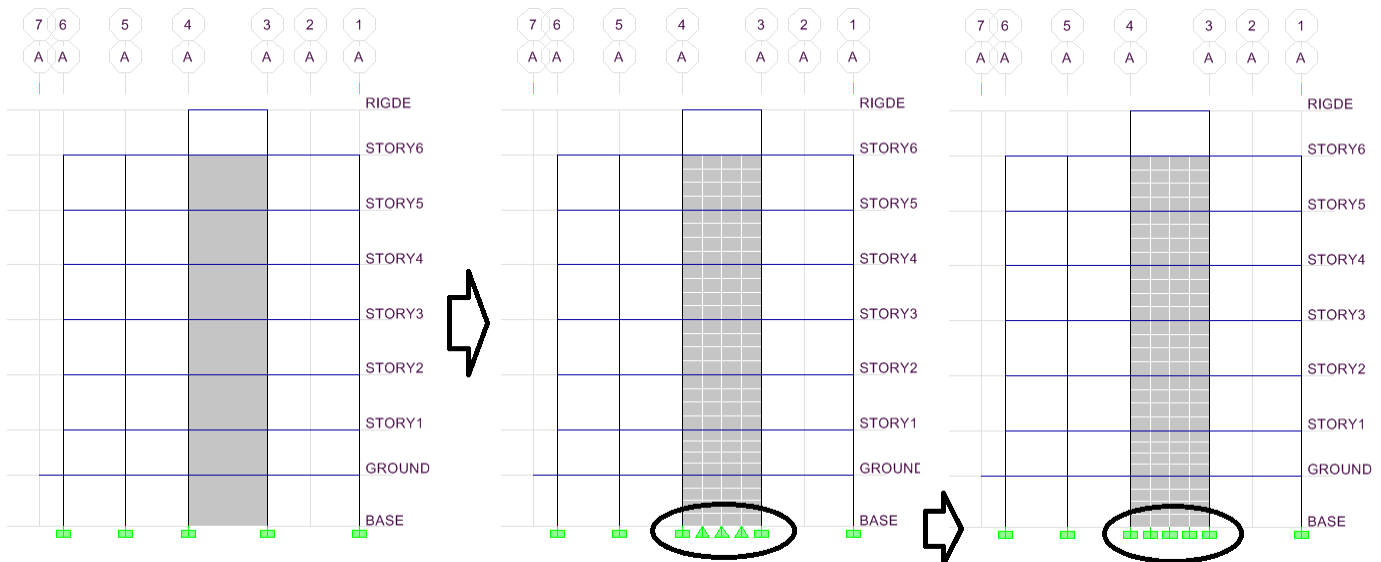 7 6 5 4 3 2 1
A A A A A A A
RIGDE
STORY6
STORY5
STORY4
STORY3
STORY2
STORY1
GROUND
BASE
7 6 5 4 3 2 1
A A A A A A A
RIGDE
STORY6
STORY5
STORY4
STORY3
STORY2
STORY1
GROUND
BASE
7 6 5 4 3 2 1
A A A A A A A
RIGDE
STORY6
STORY5
STORY4
STORY3
STORY2
STORY1
GROUND
BASE